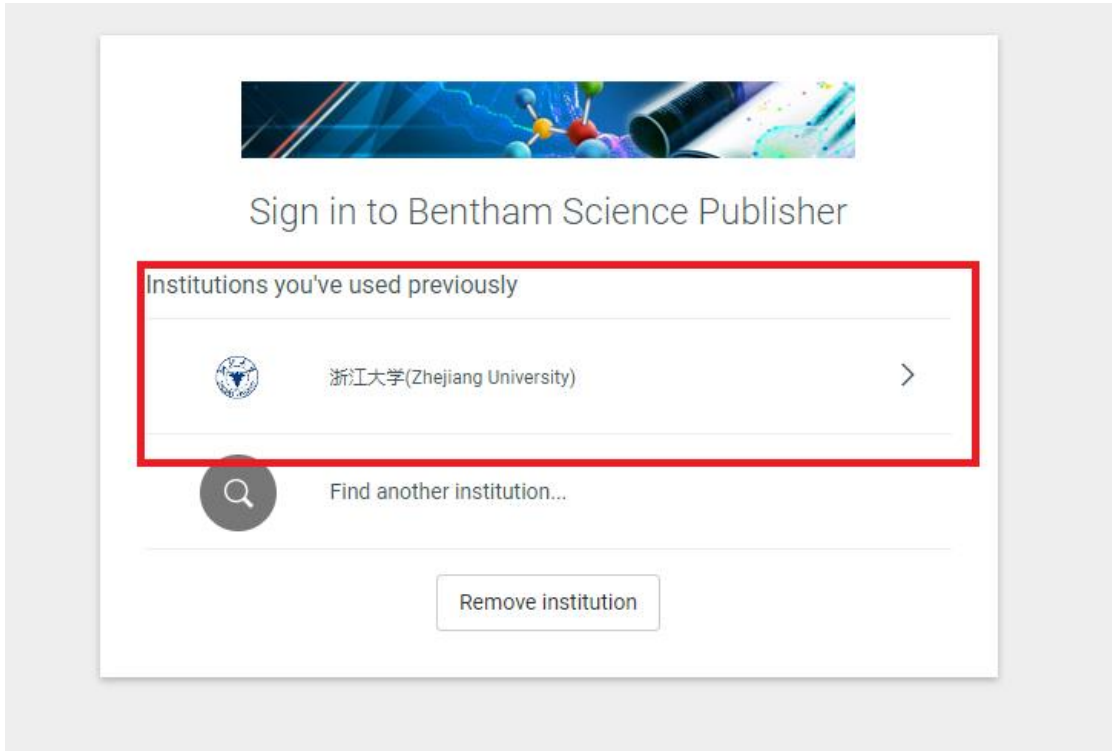 Sign in to Bentham Science Publisher
Institutions you've used previously
浙江大学(Zhejiang University)
Find another institution...
Remove institution